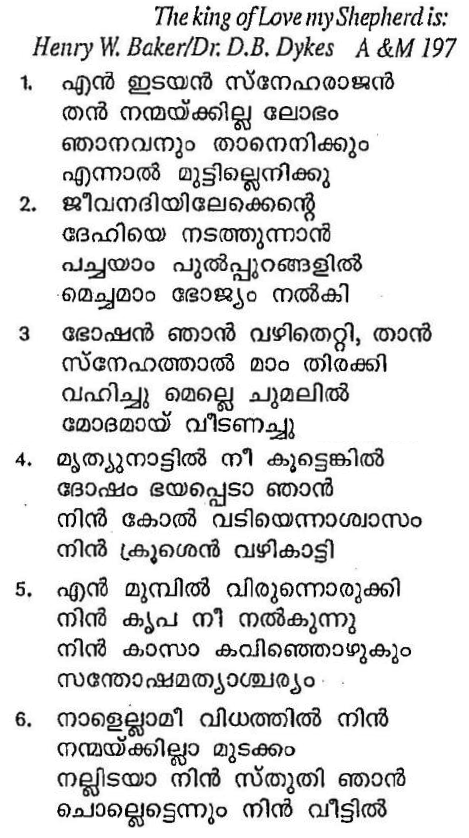 The king of Love my Shepherd is:
Henry W. Baker/Dr. D.B. Dykes A &M 197
1. എൻ ഇടയൻ സ്നേഹരാജൻ
തൻ നന്മയ്ക്കില്ല ലോഭം
ഞാനവനും താനെനിക്കും
എന്നാൽ മുട്ടില്ലെനിക്കു
2. ജീവനദിയിലേക്കെന്റെ
ദേഹിയെ നടത്തുന്നാൻ
പച്ചയാം പുൽപ്പുറങ്ങളിൽ
മെച്ചമാം ഭോജ്യം നൽകി
3 ഭോഷൻ ഞാൻ വഴിതെറ്റി, താൻ
സ്നേഹത്താൽ മാം തിരക്കി
വഹിച്ചു മെല്ലെ ചുമലിൽ
മോദമായ് വീടണച്ചു
4. മൃത്യുനാട്ടിൽ നീ കൂട്ടെങ്കിൽ
ദോഷം ഭയപ്പെടാ ഞാൻ
നിൻ കോൽ വടിയെന്നാശ്വാസം
നിൻ ക്രൂശെൻ വഴികാട്ടി
5. എൻ മുമ്പിൽ വിരുന്നൊരുക്കി
നിൻ കൃപ നീ നൽകുന്നു
നിൻ കാസാ കവിഞ്ഞൊഴുകും
സന്തോഷമത്യാശ്ചര്യം
6. നാളെല്ലാമീ വിധത്തിൽ നിൻ
നന്മയ്ക്കില്ലാ മുടക്കം
നല്ലിടയാ നിൻ സ്തുതി ഞാൻ
ചൊല്ലെട്ടെന്നും നിൻ വീട്ടിൽ